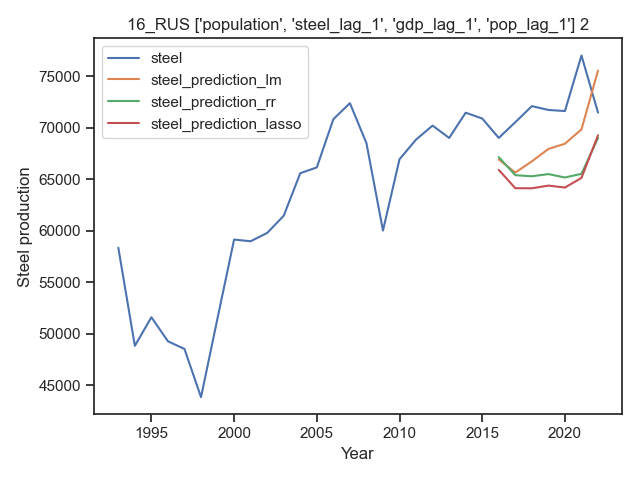 16_RUS ['population', 'steel_lag_1', 'gdp_lag_1', 'pop_lag_1'] 2
steel
steel_prediction_lm
steel_prediction_rr
steel_prediction_lasso
Steel production
75000
70000
65000
60000
55000
50000
45000
1995
2000
2005
2010
2015
2020
Year